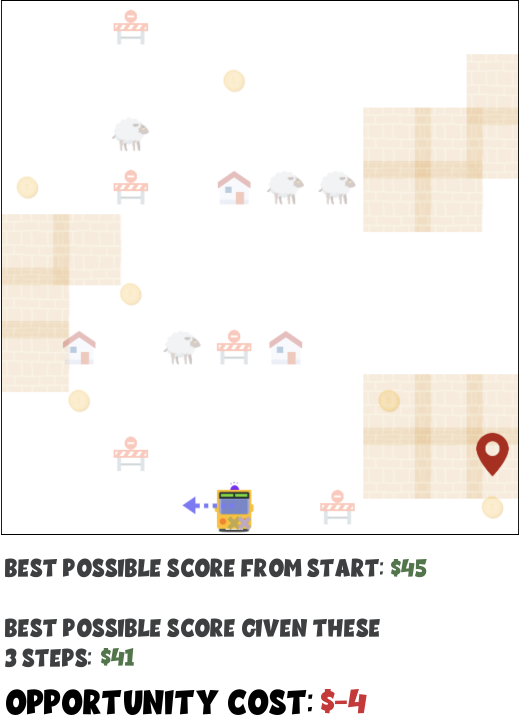 BEST POSSIBLE SCORE FROM START: $45
BEST POSSIBLE SCORE GIVEN THESE
3 STEPS: $41
OPPORTUNITY COST: $-4